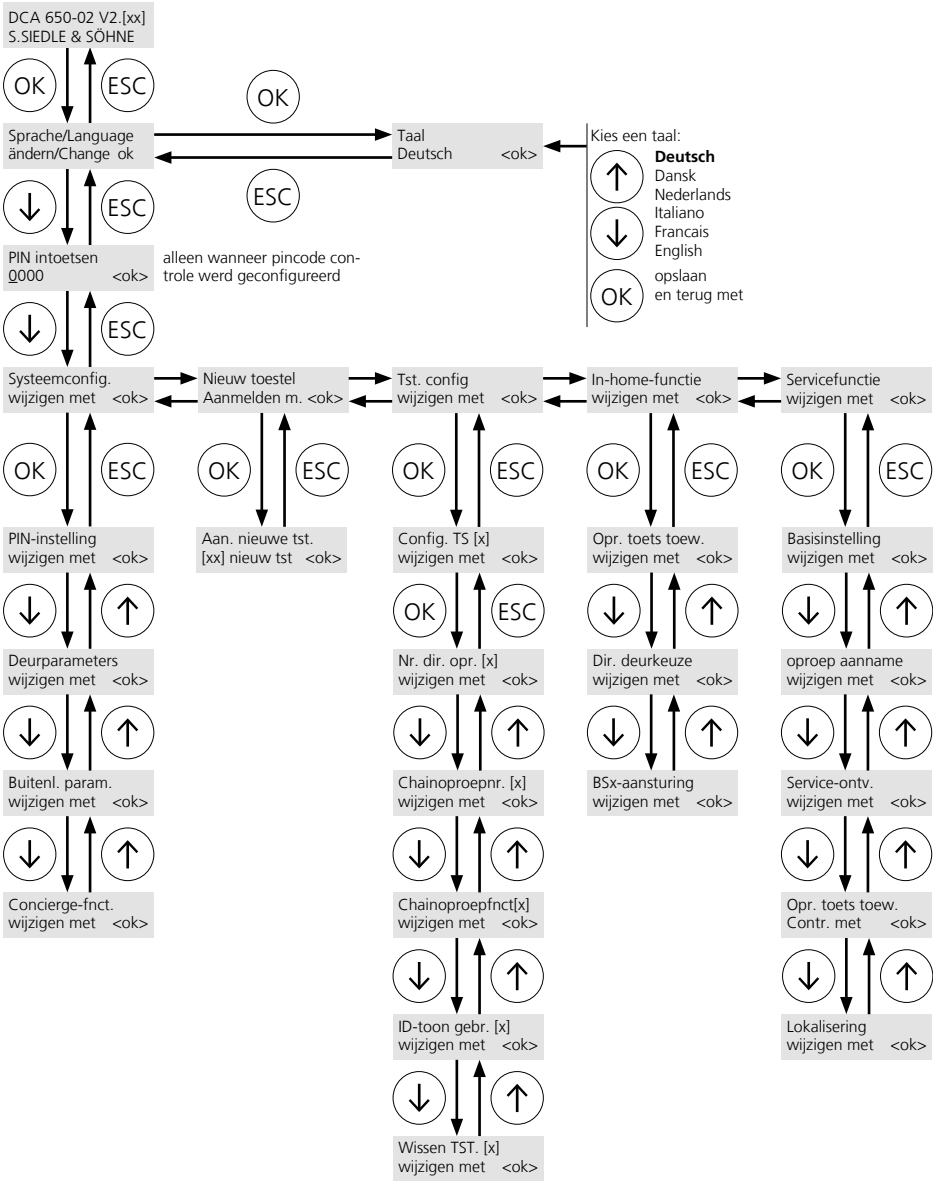 DCA 650-02 V2.[xx]
S.SIEDLE & SÖHNE
OK
ESC
OK
Sprache/Language
ändern/Change ok
Taal
Deutsch <ok>
Kies een taal:
Deutsch
Dansk
Nederlands
Italiano
Francais
English
OK
opslaan
en terug met
ESC
ESC
PIN intoetsen
0000 <ok>
alleen wanneer pincode con-
trole werd geconfigureerd
ESC
Systeemconfig.
wijzigen met <ok>
Nieuw toestel
Aanmelden m. <ok>
Tst. config
wijzigen met <ok>
In-home-functie
wijzigen met <ok>
Servicefunctie
wijzigen met <ok>
OK
ESC
OK
ESC
OK
ESC
OK
ESC
OK
ESC
PIN-instelling
wijzigen met <ok>
Aan. nieuwe tst.
[xx] nieuw tst <ok>
Config. TS [x]
wijzigen met <ok>
Opr. toets toew.
wijzigen met <ok>
Basisinstelling
wijzigen met <ok>
OK
ESC
Deurparameters
wijzigen met <ok>
Nr. dir. opr. [x]
wijzigen met <ok>
Dir. deurkeuze
wijzigen met <ok>
oproep aanname
wijzigen met <ok>
Buitenl. param.
wijzigen met <ok>
Chainoproepnr. [x]
wijzigen met <ok>
BSx-aansturing
wijzigen met <ok>
Service-ontv.
wijzigen met <ok>
Concierge-fnct.
wijzigen met <ok>
Chainoproepfnct[x]
wijzigen met <ok>
Opr. toets toew.
Contr. met <ok>
ID-toon gebr. [x]
wijzigen met <ok>
Lokalisering
wijzigen met <ok>
Wissen TST. [x]
wijzigen met <ok>